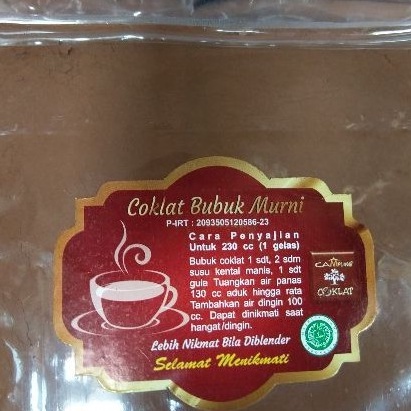 Coklat Bubuk Murni
P-IRT : 2093505120586-23
Cara Penyajian
Untuk 230 cc (1 gelas)
Bubuk coklat 1 sdt, 2 sdm
susu kental manis, 1 sdt
gula Tuangkan air panas
130 cc aduk hingga rata
Tambahkan air dingin 100
cc. Dapat dinikmati saat
hangat/dingin.
COKLAT
Lebih Nikmat Bila Diblender
Selamat Menikmati